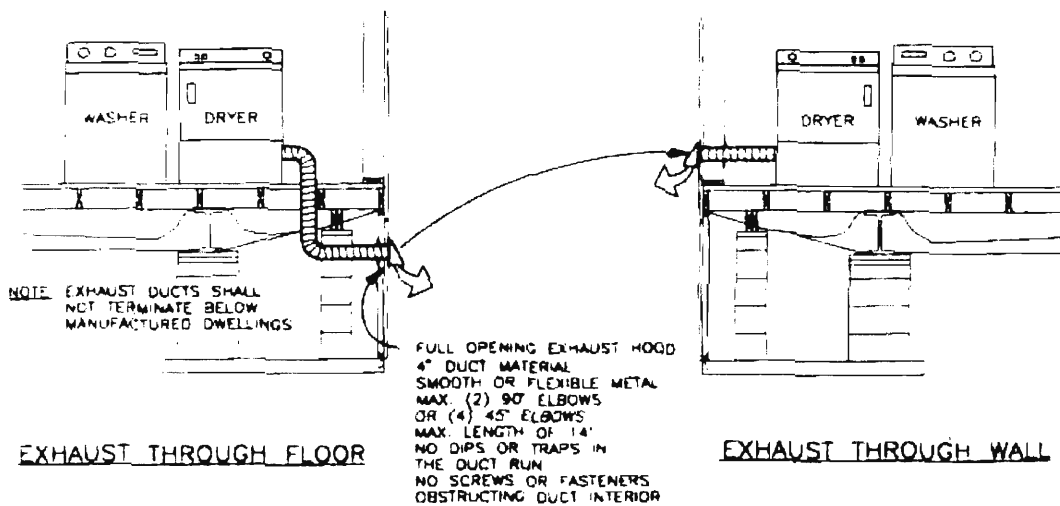 WASHER
DRYER
DRYER
WASHER
NOTE EXHAUST DUCTS SHALL
NOT TERMINATE BELOW
MANUFACTURED DWELLINGS
FULL OPENING EXHAUST HOOD
4" DUCT MATERIAL
SMOOTH OR FLEXIBLE METAL
MAX. (2) 90° ELBOWS
OR (4) 45° ELBOWS
MAX. LENGTH OF 14'
NO DIPS OR TRAPS IN
THE DUCT RUN
NO SCREWS OR FASTENERS
OBSTRUCTING DUCT INTERIOR
EXHAUST THROUGH FLOOR
EXHAUST THROUGH WALL